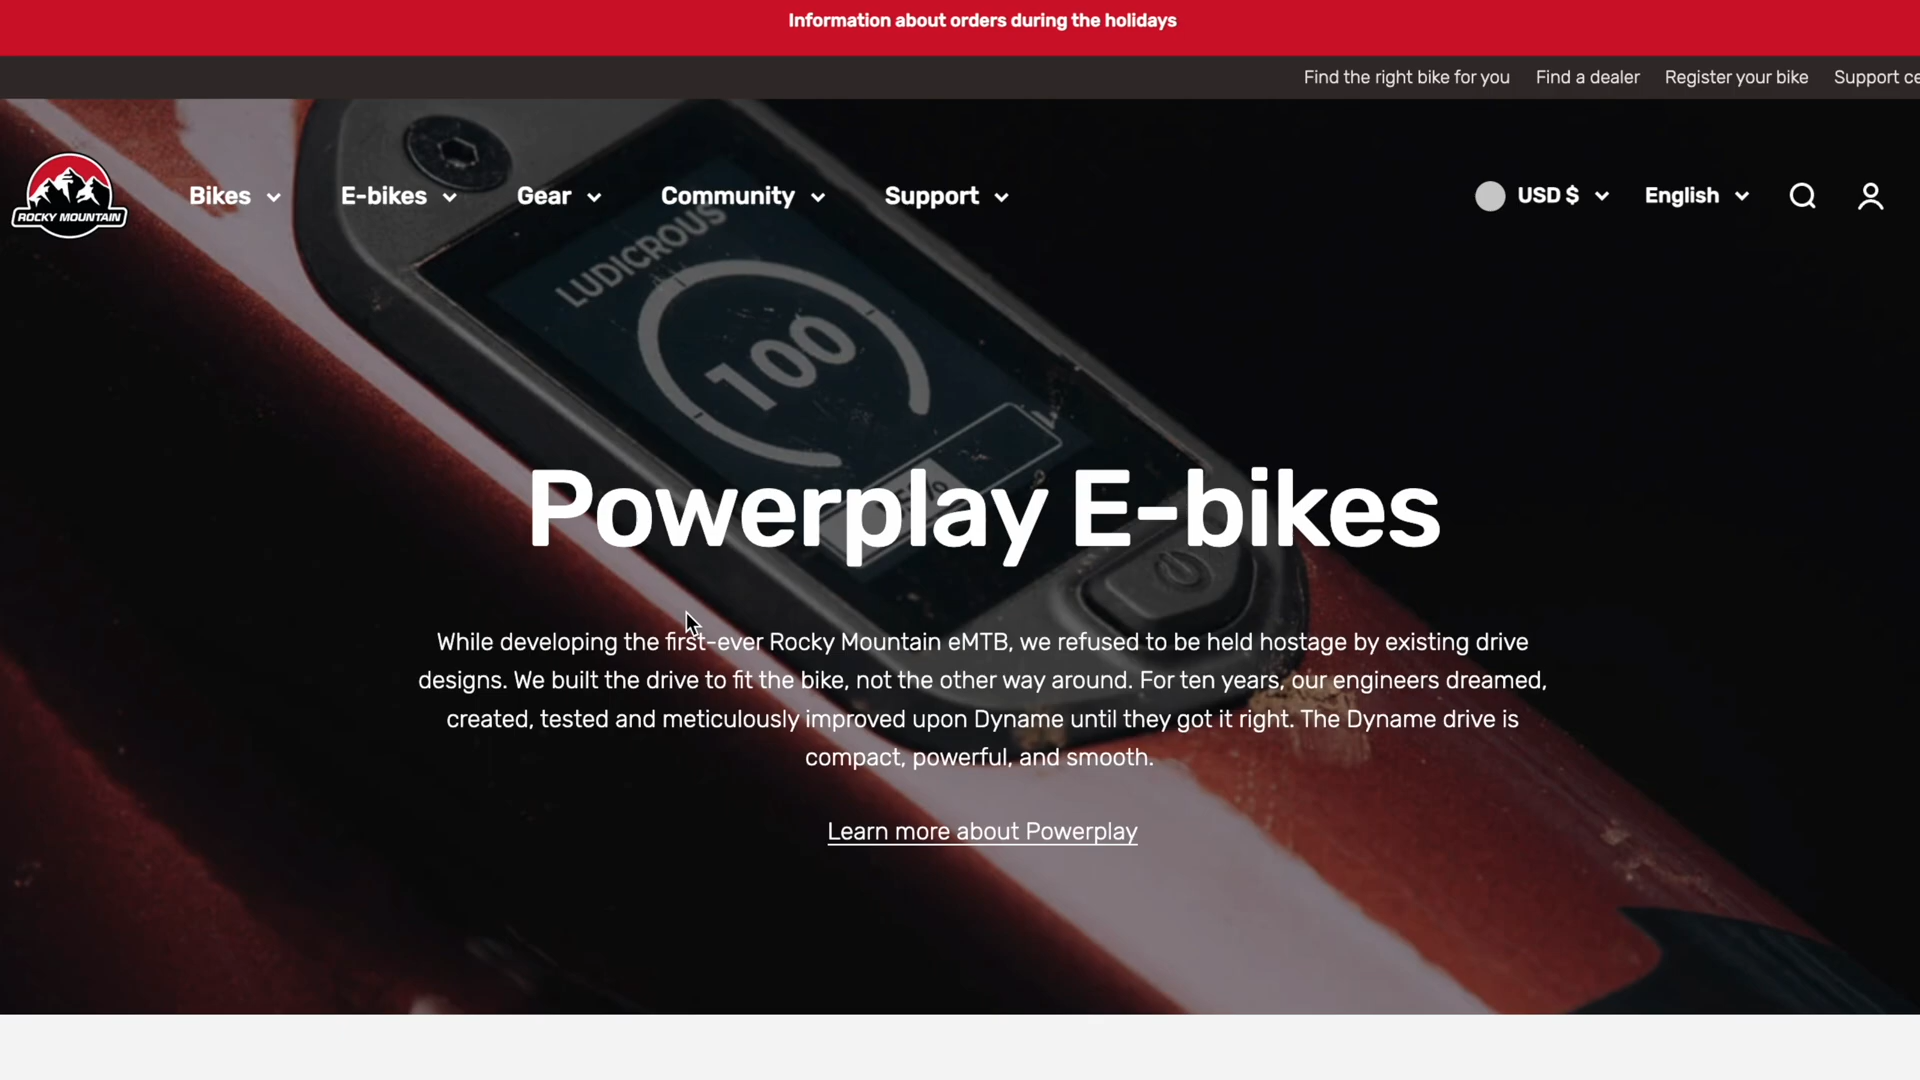 Information about orders during the holidays
Find the right bike for you Find a dealer Register your bike Support ce
ROCKY MOUNTAIN
Bikes E-bikes Gear Community Support USD $ English
LUDICROUS
100
Powerplay E-bikes
While developing the first-ever Rocky Mountain eMTB, we refused to be held hostage by existing drive
designs. We built the drive to fit the bike, not the other way around. For ten years, our engineers dreamed,
created, tested and meticulously improved upon Dyname until they got it right. The Dyname drive is
compact, powerful, and smooth.
Learn more about Powerplay